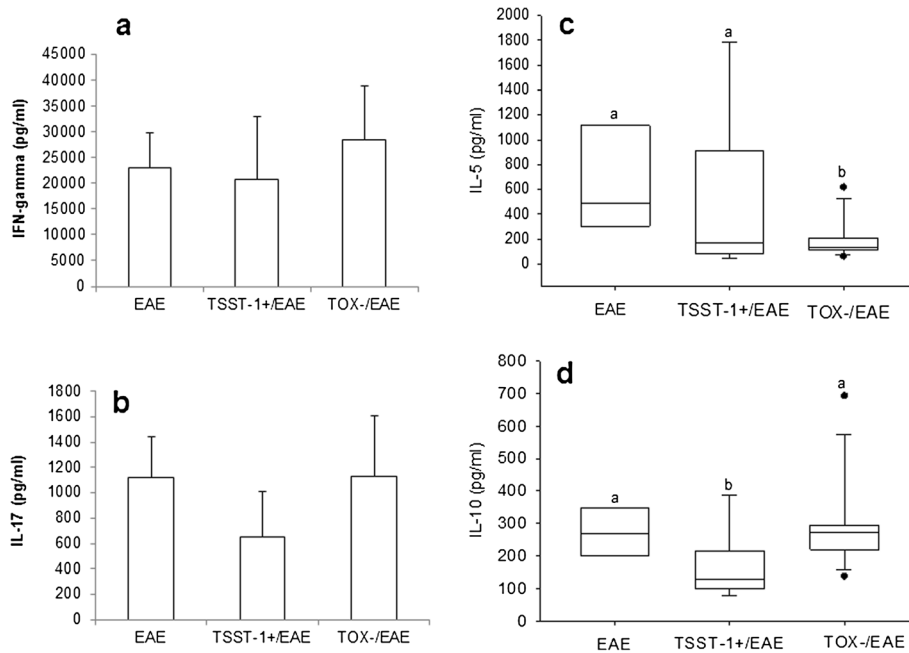 a
IFN-gamma (pg/ml)
45000
40000
35000
30000
25000
20000
15000
10000
5000
0
EAE TSST-1+/EAE TOX-/EAE
c
IL-5 (pg/ml)
2000
1800
1600
1400
1200
1000
800
600
400
200
0
a
a
b
EAE TSST-1+/EAE TOX-/EAE
b
IL-17 (pg/ml)
1800
1600
1400
1200
1000
800
600
400
200
0
EAE TSST-1+/EAE TOX-/EAE
d
IL-10 (pg/ml)
800
700
600
500
400
300
200
100
0
a
b
a
EAE TSST-1+/EAE TOX-/EAE